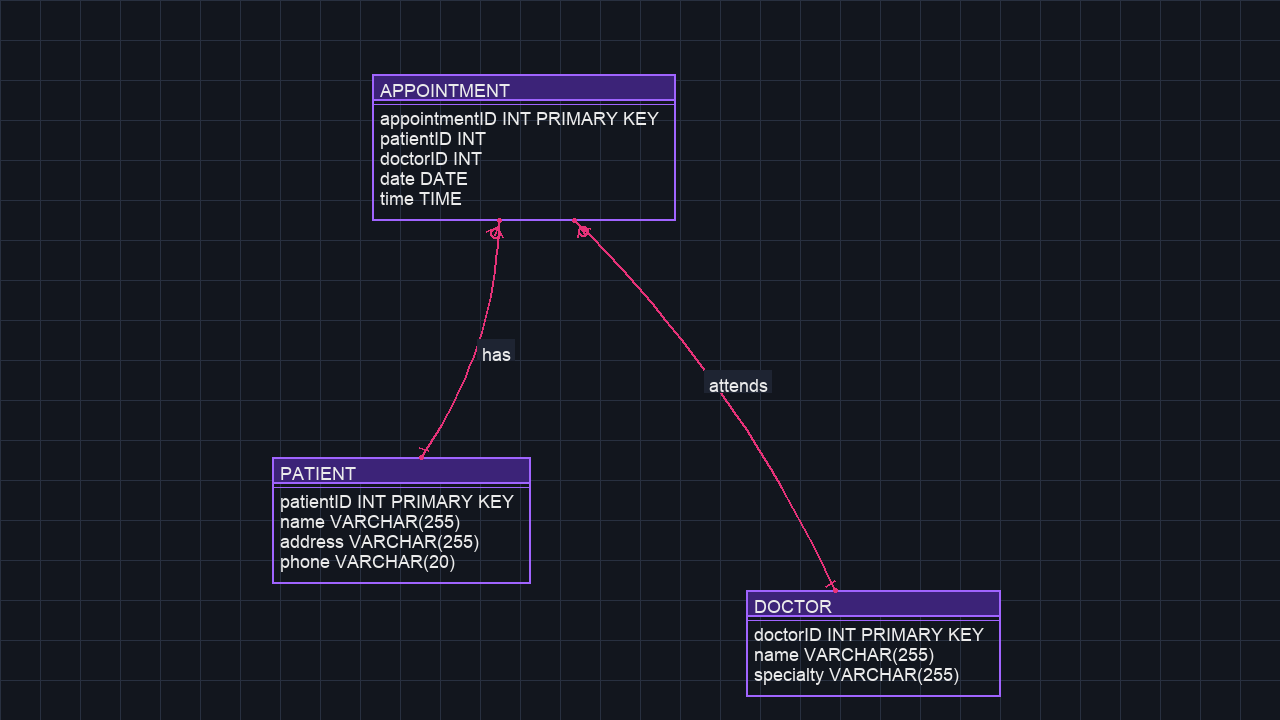 APPOINTMENT
appointmentID INT PRIMARY KEY
patientID INT
doctorID INT
date DATE
time TIME
has
attends
PATIENT
patientID INT PRIMARY KEY
name VARCHAR(255)
address VARCHAR(255)
phone VARCHAR(20)
DOCTOR
doctorID INT PRIMARY KEY
name VARCHAR(255)
specialty VARCHAR(255)